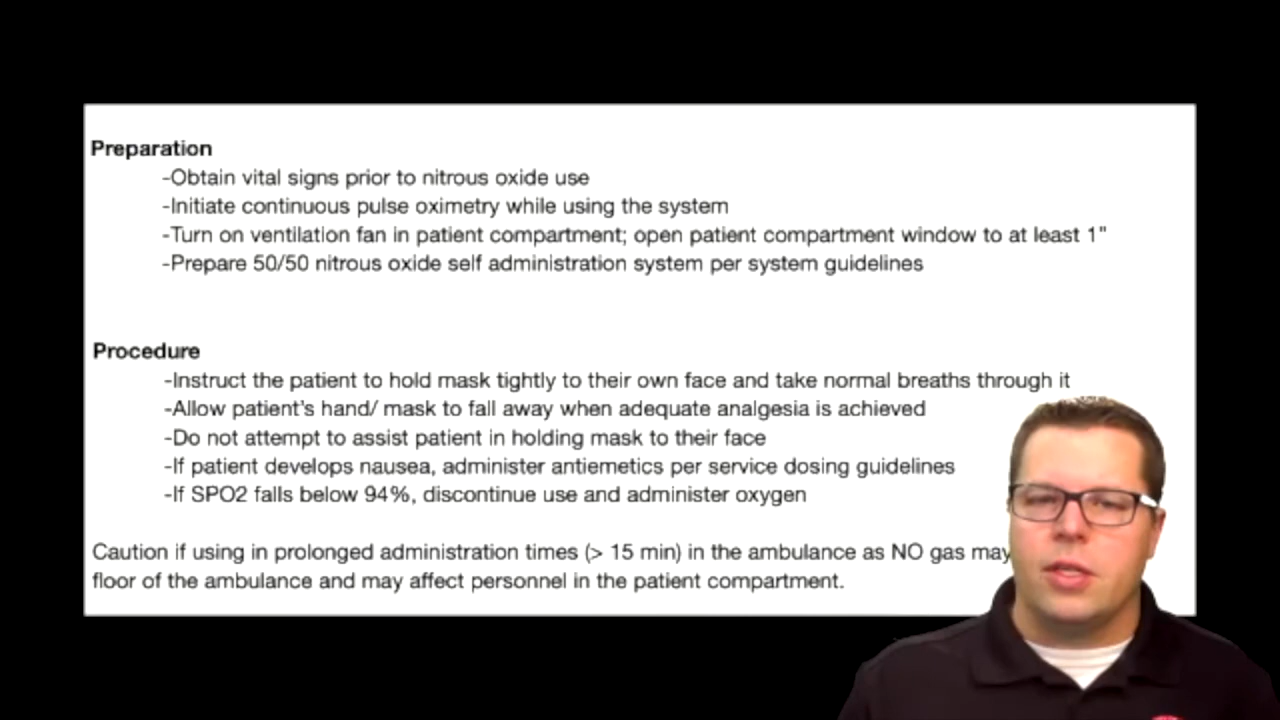 Preparation
-Obtain vital signs prior to nitrous oxide use
-Initiate continuous pulse oximetry while using the system
-Turn on ventilation fan in patient compartment; open patient compartment window to at least 1"
-Prepare 50/50 nitrous oxide self administration system per system guidelines
Procedure
-Instruct the patient to hold mask tightly to their own face and take normal breaths through it
-Allow patient's hand/ mask to fall away when adequate analgesia is achieved
-Do not attempt to assist patient in holding mask to their face
-If patient develops nausea, administer antiemetics per service dosing guidelines
-If SPO2 falls below 94%, discontinue use and administer oxygen
Caution if using in prolonged administration times (> 15 min) in the ambulance as NO gas may
floor of the ambulance and may affect personnel in the patient compartment.